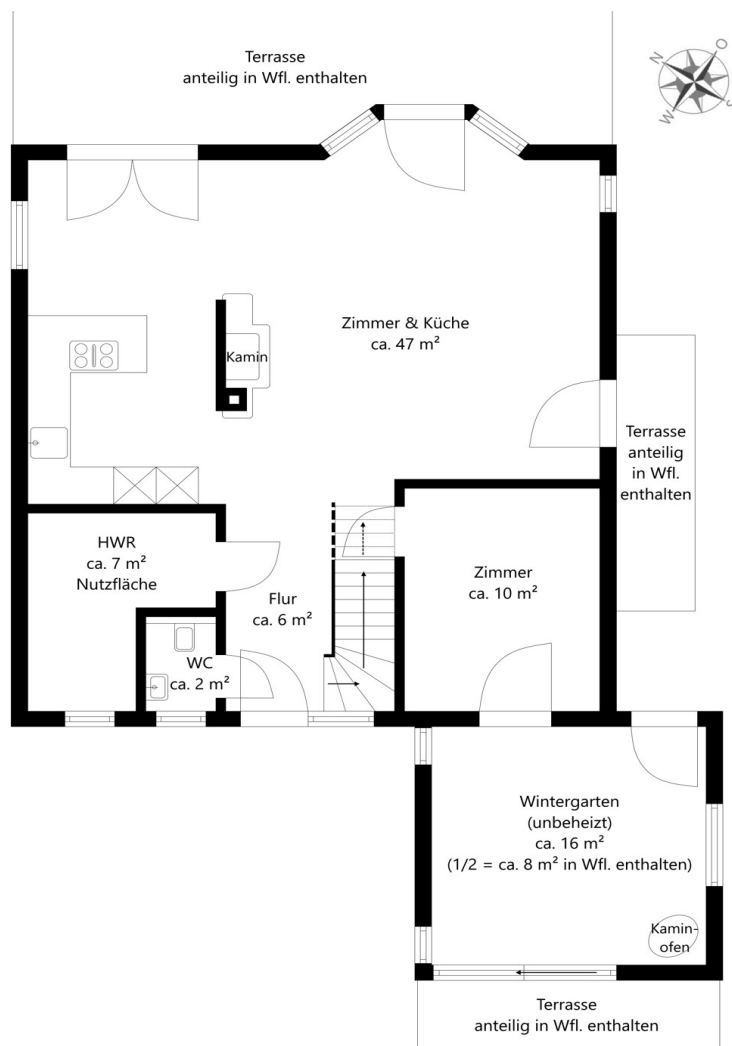 Terrasse
anteilig in Wfl. enthalten
N
O
W
S
Zimmer & Küche
ca. 47 m²
Kamin
Terrasse
anteilig
in Wfl.
enthalten
HWR
ca. 7 m²
Nutzfläche
Flur
ca. 6 m²
Zimmer
ca. 10 m²
WC
ca. 2 m²
Wintergarten
(unbeheizt)
ca. 16 m²
(1/2 = ca. 8 m² in Wfl. enthalten)
Kamin-
ofen
Terrasse
anteilig in Wfl. enthalten